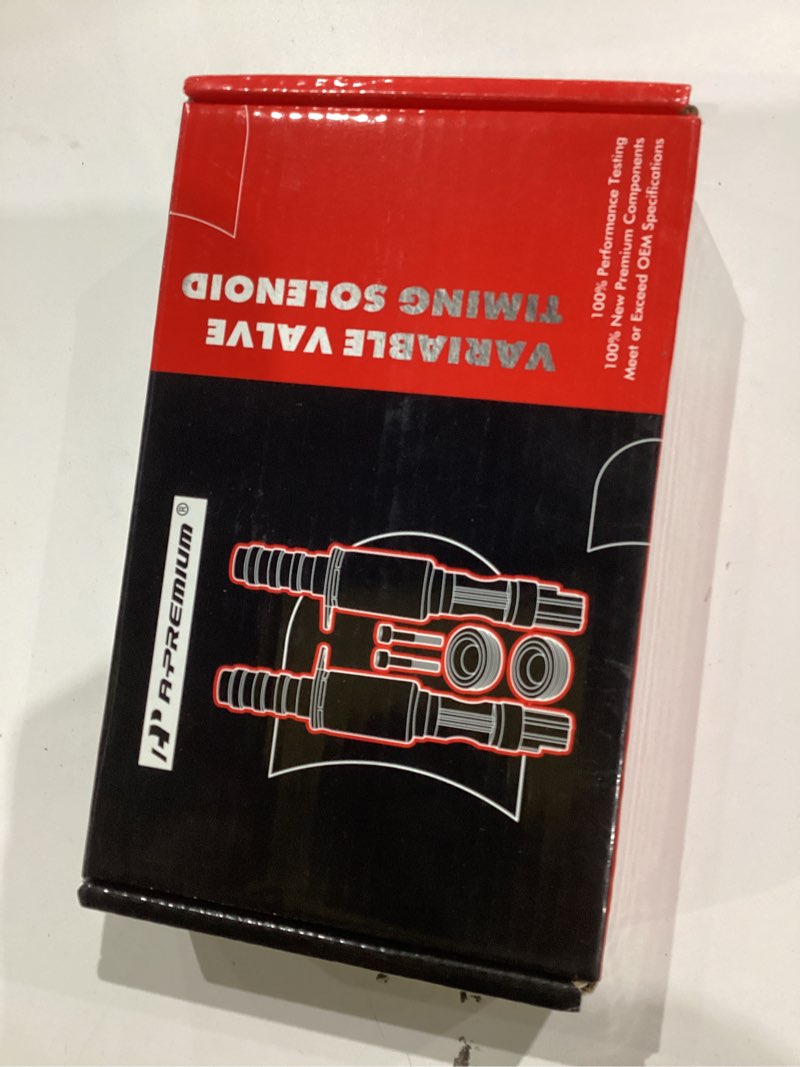 VARIABLE VALVE
TIMING SOLENOID
100% Performance Testing
100% New Premium Components
Meet or Exceed OEM Specifications
A-PREMIUM®